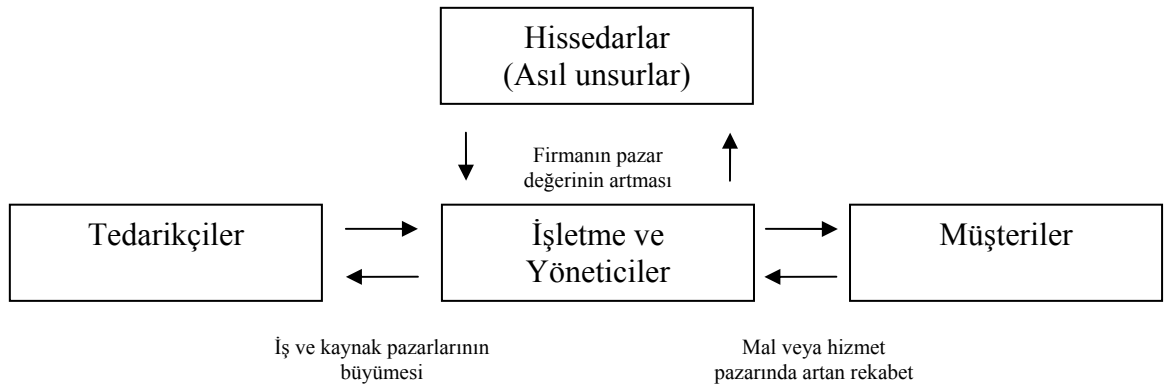 Hissedarlar
(Asıl unsurlar)
Firmanın pazar
değerinin artması
Tedarikçiler
İşletme ve
Yöneticiler
Müşteriler
İş ve kaynak pazarlarının
büyümesi
Mal veya hizmet
pazarında artan rekabet